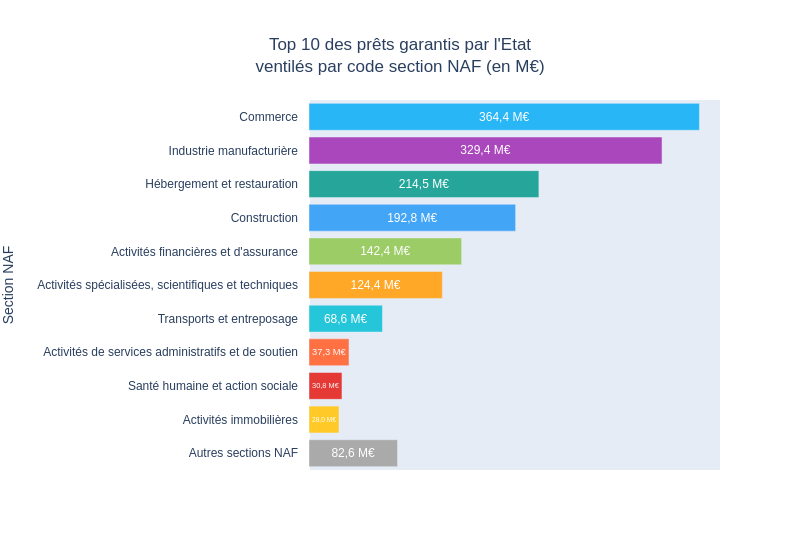 Top 10 des prêts garantis par l'Etat
ventilés par code section NAF (en M€)
Section NAF
Commerce 364,4 M€
Industrie manufacturière 329,4 M€
Hébergement et restauration 214,5 M€
Construction 192,8 M€
Activités financières et d'assurance 142,4 M€
Activités spécialisées, scientifiques et techniques 124,4 M€
Transports et entreposage 68,6 M€
Activités de services administratifs et de soutien 37,3 M€
Santé humaine et action sociale 30,8 M€
Activités immobilières M€
Autres sections NAF 82,6 M€